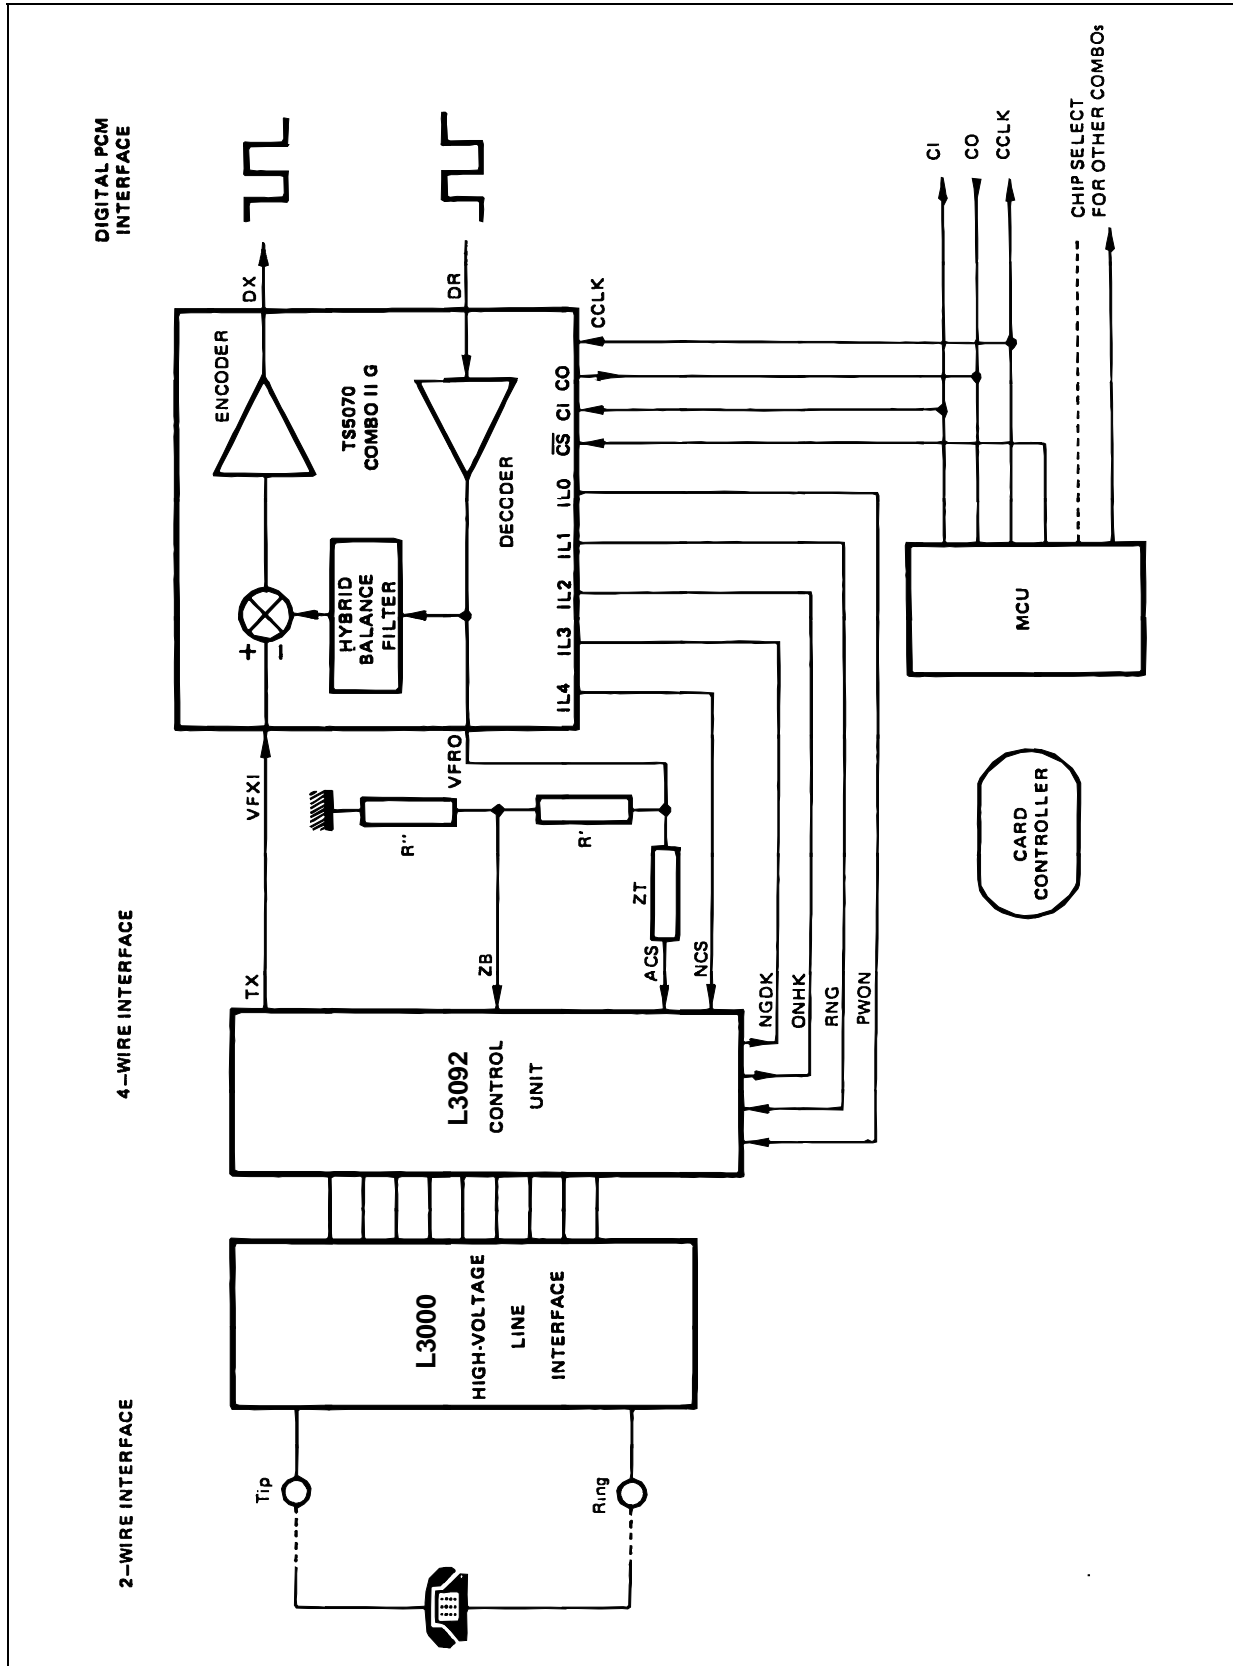 2–WIRE INTERFACE
4–WIRE INTERFACE
DIGITAL PCM
INTERFACE
Tip
Ring
L3000
HIGH-VOLTAGE
LINE
INTERFACE
L3092
CONTROL
UNIT
TX
VFXI
ZB
ACS
NCS
NGDK
ONHK
RNG
PWON
R''
R'
ZT
VFRO
+
–
HYBRID
BALANCE
FILTER
ENCODER
TS5070
COMBO II G
DECODER
DX
DR
IL4
IL3
IL2
IL1
IL0
CS
CI
CO
CCLK
CARD
CONTROLLER
MCU
CI
CO
CCLK
CHIP SELECT
FOR OTHER COMBOs